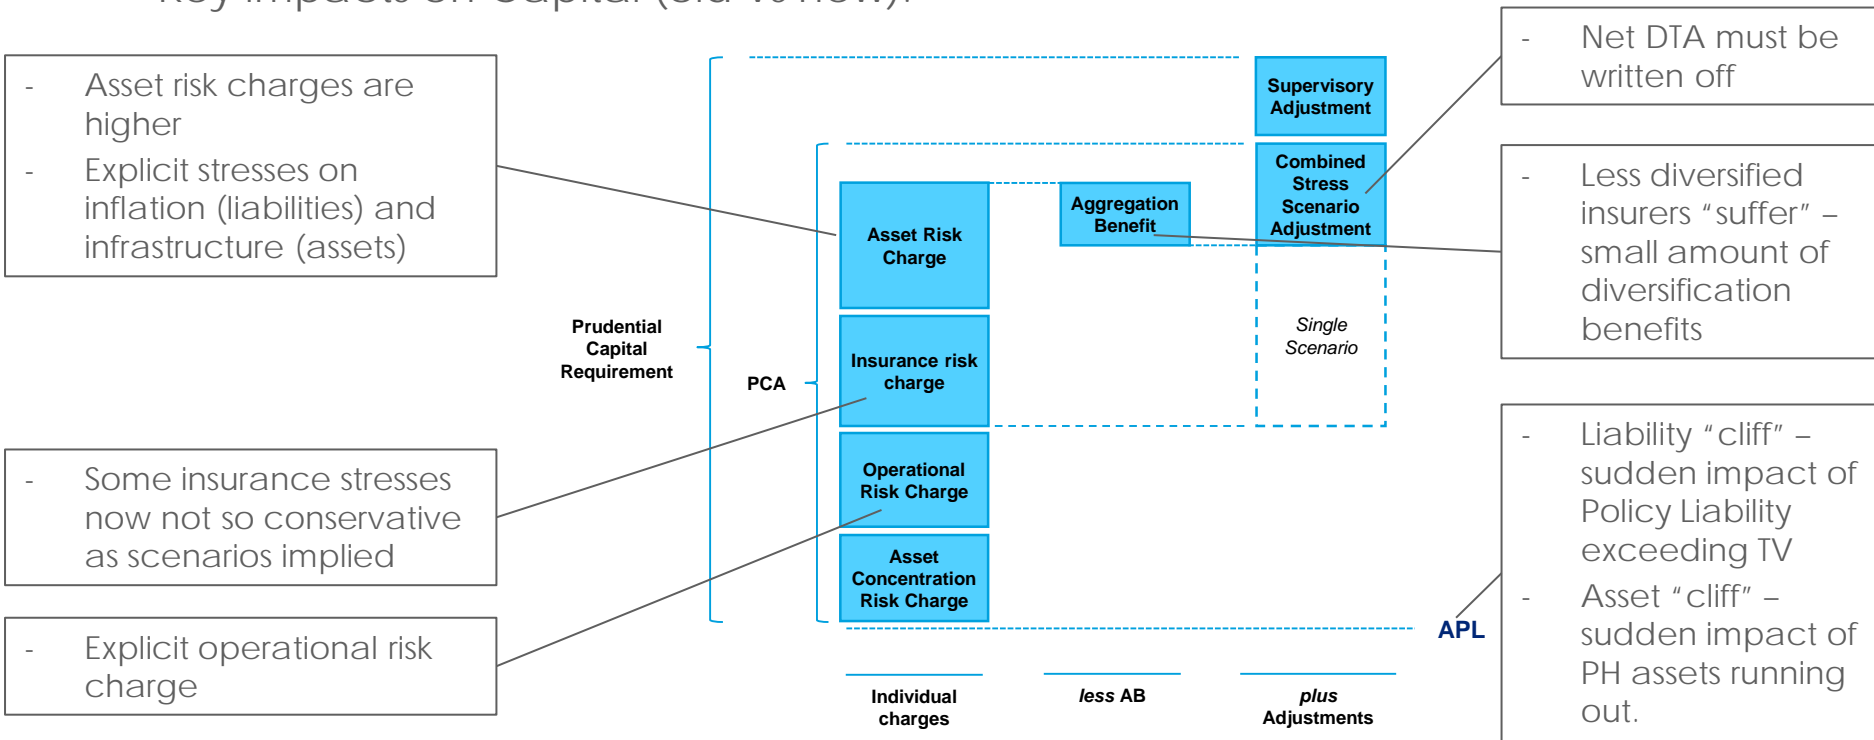 Key impacts on Capital (old vs new):
- Asset risk charges are
higher
- Explicit stresses on
inflation (liabilities) and
infrastructure (assets)
- Some insurance stresses
now not so conservative
as scenarios implied
- Explicit operational risk
charge
Prudential
Capital
Requirement
PCA
Asset Risk
Charge
Insurance risk
charge
Operational
Risk Charge
Asset
Concentration
Risk Charge
Individual
charges
Aggregation
Benefit
less AB
Supervisory
Adjustment
Combined
Stress
Scenario
Adjustment
Single
Scenario
plus
Adjustments
APL
- Net DTA must be
written off
- Less diversified
insurers “suffer” –
small amount of
diversification
benefits
- Liability “cliff” –
sudden impact of
Policy Liability
exceeding TV
- Asset “cliff” –
sudden impact of
PH assets running
out.